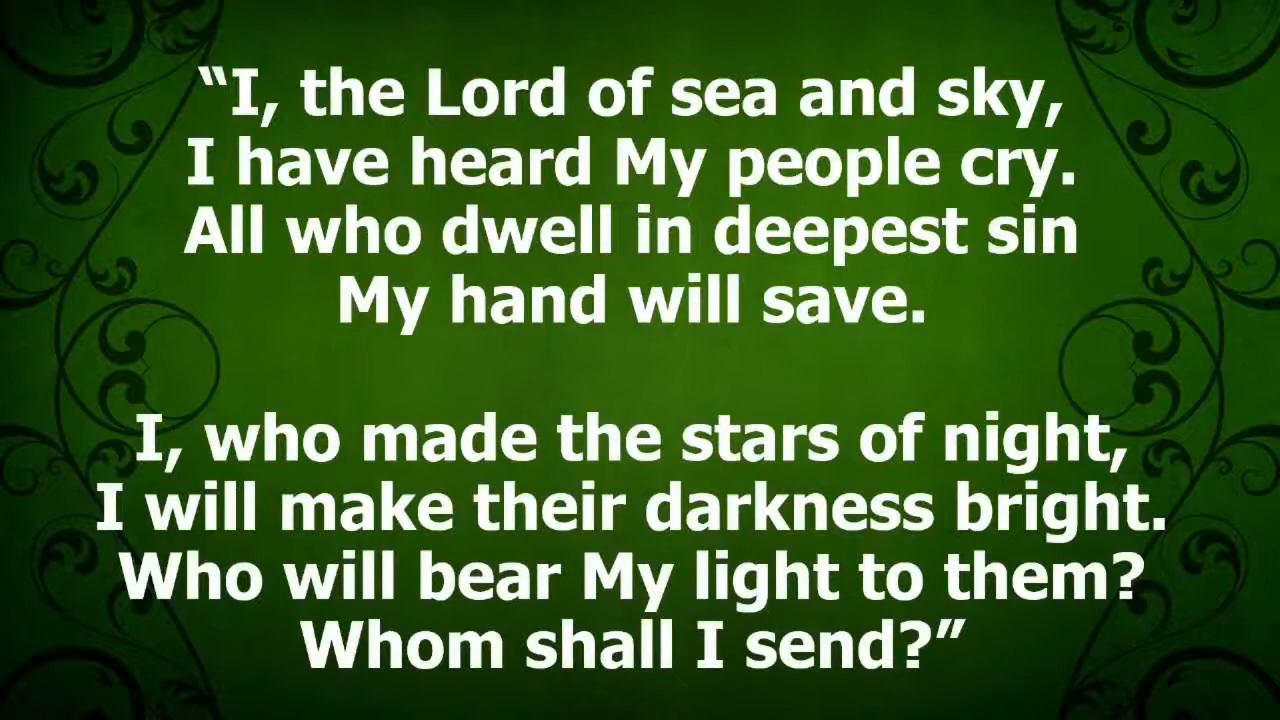 “I, the Lord of sea and sky,
I have heard My people cry.
All who dwell in deepest sin
My hand will save.
I, who made the stars of night,
I will make their darkness bright.
Who will bear My light to them?
Whom shall I send?”